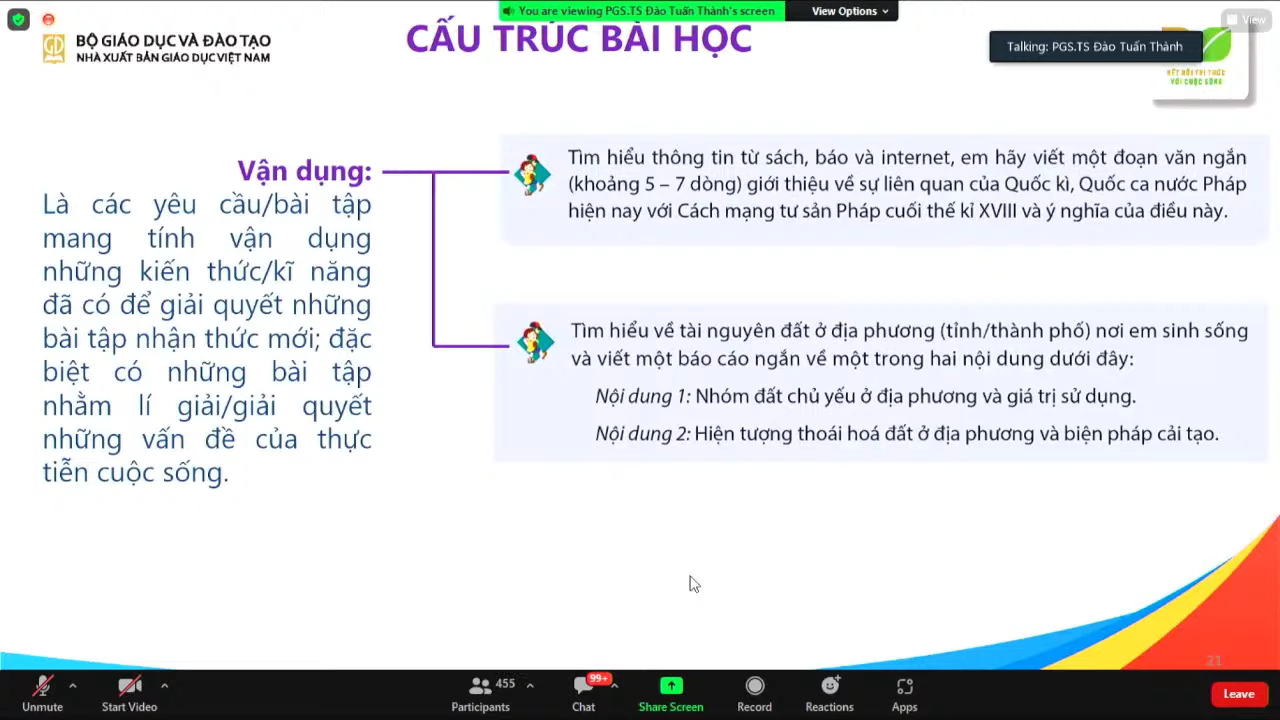 You are viewing PGS.TS Đào Tuấn Thành's screen
View Options
View
CẤU TRÚC BÀI HỌC
BỘ GIÁO DỤC VÀ ĐÀO TẠO
NHÀ XUẤT BẢN GIÁO DỤC VIỆT NAM
Talking: PGS.TS Đào Tuấn Thành
KẾT NỐI TRI THỨC
VỚI CUỘC SỐNG
Vận dụng:
Là các yêu cầu/bài tập
mang tính vận dụng
những kiến thức/kĩ năng
đã có để giải quyết những
bài tập nhận thức mới; đặc
biệt có những bài tập
nhằm lí giải/giải quyết
những vấn đề của thực
tiễn cuộc sống.
Tìm hiểu thông tin từ sách, báo và internet, em hãy viết một đoạn văn ngắn
(khoảng 5 – 7 dòng) giới thiệu về sự liên quan của Quốc kì, Quốc ca nước Pháp
hiện nay với Cách mạng tư sản Pháp cuối thế kỉ XVIII và ý nghĩa của điều này.
Tìm hiểu về tài nguyên đất ở địa phương (tỉnh/thành phố) nơi em sinh sống
và viết một báo cáo ngắn về một trong hai nội dung dưới đây:
Nội dung 1: Nhóm đất chủ yếu ở địa phương và giá trị sử dụng.
Nội dung 2: Hiện tượng thoái hoá đất ở địa phương và biện pháp cải tạo.
21
Unmute
Start Video
455
Participants
99+
Chat
Share Screen
Record
Reactions
Apps
Leave